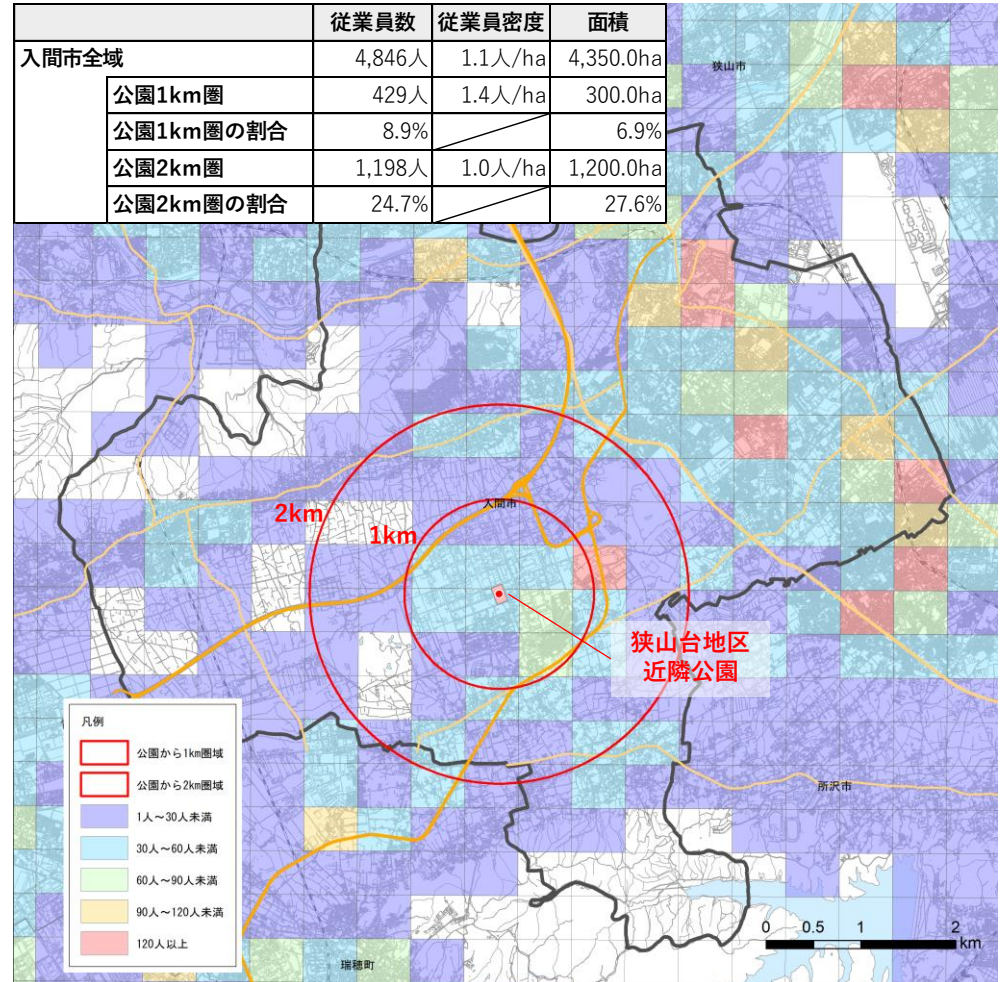 従業員数 従業員密度 面積
入間市全域 4,846人 1.1人/ha 4,350.0ha
公園1km圏 429人 1.4人/ha 300.0ha
公園1km圏の割合 8.9% 6.9%
公園2km圏 1,198人 1.0人/ha 1,200.0ha
公園2km圏の割合 24.7% 27.6%
狭山市
入間市
2km
1km
狭山台地区
近隣公園
所沢市
瑞穂町
凡例
公園から1km圏域
公園から2km圏域
1人～30人未満
30人～60人未満
60人～90人未満
90人～120人未満
120人以上
0 0.5 1 2
km